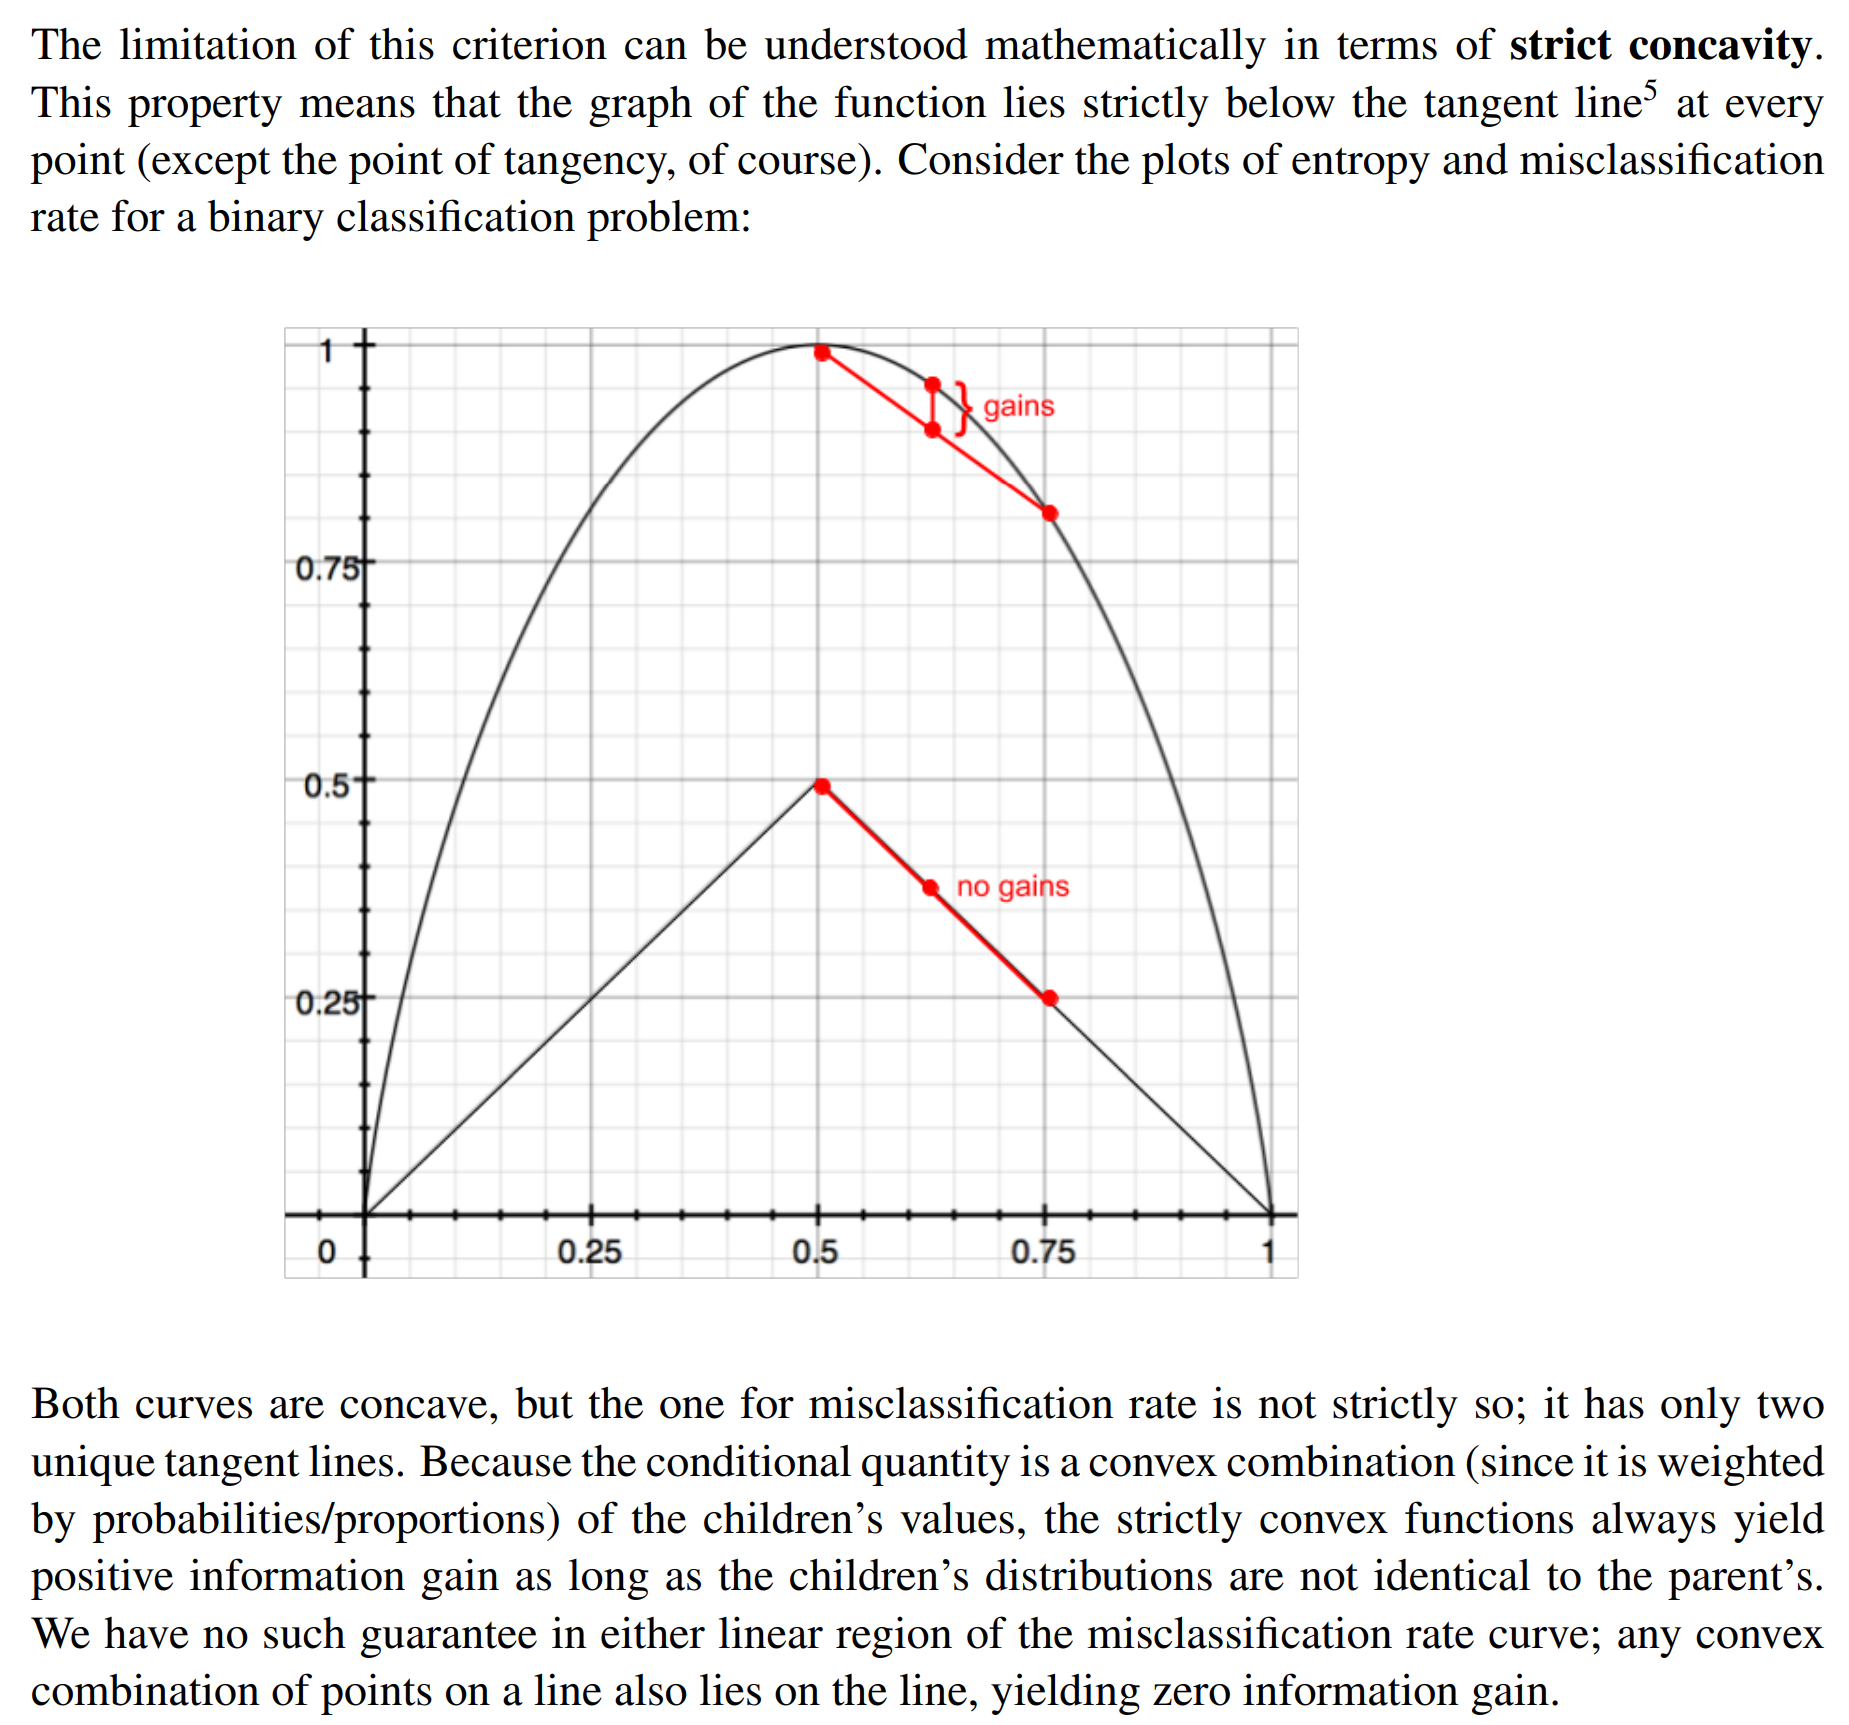 The limitation of this criterion can be understood mathematically in terms of strict concavity.
This property means that the graph of the function lies strictly below the tangent line⁵ at every
point (except the point of tangency, of course). Consider the plots of entropy and misclassification
rate for a binary classification problem:
1
} gains
0.75
0.5
no gains
0.25
0 0.25 0.5 0.75 1
Both curves are concave, but the one for misclassification rate is not strictly so; it has only two
unique tangent lines. Because the conditional quantity is a convex combination (since it is weighted
by probabilities/proportions) of the children’s values, the strictly convex functions always yield
positive information gain as long as the children’s distributions are not identical to the parent’s.
We have no such guarantee in either linear region of the misclassification rate curve; any convex
combination of points on a line also lies on the line, yielding zero information gain.